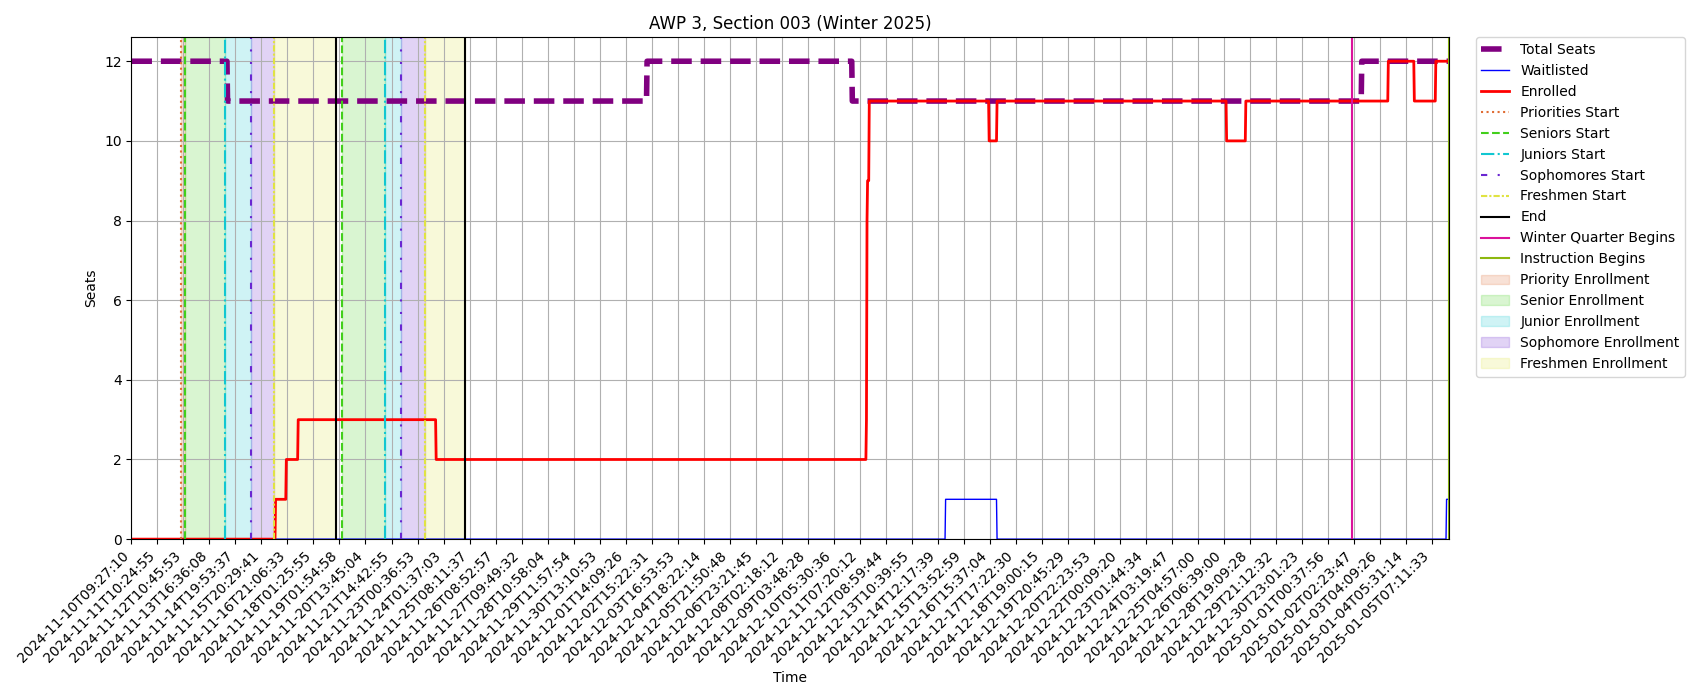 AWP 3, Section 003 (Winter 2025)
Seats
12
10
8
6
4
2
0
2024-11-10T09:27:10
2024-11-11T10:24:55
2024-11-12T10:45:53
2024-11-13T16:36:08
2024-11-14T19:53:37
2024-11-15T20:29:41
2024-11-16T21:06:33
2024-11-18T01:25:55
2024-11-19T01:54:58
2024-11-20T13:45:04
2024-11-21T14:42:55
2024-11-23T00:36:53
2024-11-24T01:37:03
2024-11-25T08:11:37
2024-11-26T08:52:57
2024-11-27T09:49:32
2024-11-28T10:58:04
2024-11-29T11:57:54
2024-11-30T13:10:53
2024-12-01T14:09:26
2024-12-02T15:22:31
2024-12-03T16:53:53
2024-12-04T18:22:14
2024-12-05T21:50:48
2024-12-06T23:21:45
2024-12-08T02:18:12
2024-12-09T03:48:28
2024-12-10T05:30:36
2024-12-11T07:20:12
2024-12-12T08:59:44
2024-12-13T10:39:55
2024-12-14T12:17:39
2024-12-15T13:52:59
2024-12-16T15:37:04
2024-12-17T17:22:30
2024-12-18T19:00:15
2024-12-19T20:45:29
2024-12-20T22:23:53
2024-12-22T00:09:20
2024-12-23T01:44:34
2024-12-24T03:19:47
2024-12-25T04:57:00
2024-12-26T06:39:00
2024-12-28T19:09:28
2024-12-29T21:12:32
2024-12-30T23:01:23
2025-01-01T00:37:56
2025-01-02T02:23:47
2025-01-03T04:09:26
2025-01-04T05:31:14
2025-01-05T07:11:33
Time
Total Seats
Waitlisted
Enrolled
Priorities Start
Seniors Start
Juniors Start
Sophomores Start
Freshmen Start
End
Winter Quarter Begins
Instruction Begins
Priority Enrollment
Senior Enrollment
Junior Enrollment
Sophomore Enrollment
Freshmen Enrollment